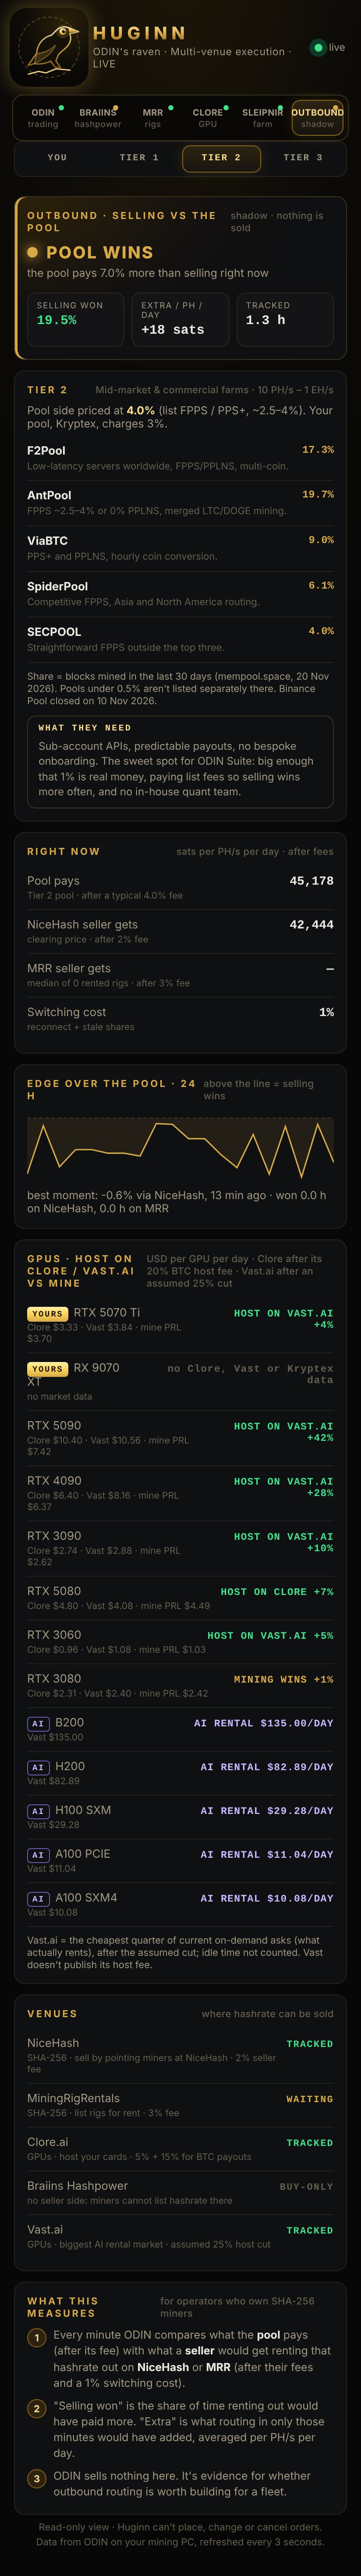 HUGINN
ODIN's raven · Multi-venue execution ·
LIVE
live
ODIN
trading
BRAIINS
hashpower
MRR
rigs
CLORE
GPU
SLEIPNIR
farm
OUTBOUND
shadow
YOU
TIER 1
TIER 2
TIER 3
OUTBOUND · SELLING VS THE
POOL
shadow · nothing is
sold
POOL WINS
the pool pays 7.0% more than selling right now
SELLING WON
19.5%
EXTRA / PH /
DAY
+18 sats
TRACKED
1.3 h
TIER 2
Mid-market & commercial farms · 10 PH/s – 1 EH/s
Pool side priced at 4.0% (list FPPS / PPS+, ~2.5–4%). Your
pool, Kryptex, charges 3%.
F2Pool
17.3%
Low-latency servers worldwide, FPPS/PPLNS, multi-coin.
AntPool
19.7%
FPPS ~2.5–4% or 0% PPLNS, merged LTC/DOGE mining.
ViaBTC
9.0%
PPS+ and PPLNS, hourly coin conversion.
SpiderPool
6.1%
Competitive FPPS, Asia and North America routing.
SECPOOL
4.0%
Straightforward FPPS outside the top three.
Share = blocks mined in the last 30 days (mempool.space, 20 Nov
2026). Pools under 0.5% aren't listed separately there. Binance
Pool closed on 10 Nov 2026.
WHAT THEY NEED
Sub-account APIs, predictable payouts, no bespoke
onboarding. The sweet spot for ODIN Suite: big enough
that 1% is real money, paying list fees so selling wins
more often, and no in-house quant team.
RIGHT NOW
sats per PH/s per day · after fees
Pool pays
45,178
Tier 2 pool · after a typical 4.0% fee
NiceHash seller gets
42,444
clearing price · after 2% fee
MRR seller gets
—
median of 0 rented rigs · after 3% fee
Switching cost
1%
reconnect + stale shares
EDGE OVER THE POOL · 24
H
above the line = selling
wins
best moment: -0.6% via NiceHash, 13 min ago · won 0.0 h
on NiceHash, 0.0 h on MRR
GPUS · HOST ON
CLORE / VAST.AI
VS MINE
USD per GPU per day · Clore after its
20% BTC host fee · Vast.ai after an
assumed 25% cut
YOURS RTX 5070 Ti
HOST ON VAST.AI
+4%
Clore $3.33 · Vast $3.84 · mine PRL
$3.70
YOURS RX 9070
XT
no Clore, Vast or Kryptex
data
no market data
RTX 5090
HOST ON VAST.AI
+42%
Clore $10.40 · Vast $10.56 · mine PRL
$7.42
RTX 4090
HOST ON VAST.AI
+28%
Clore $6.40 · Vast $8.16 · mine PRL
$6.37
RTX 3090
HOST ON VAST.AI
+10%
Clore $2.74 · Vast $2.88 · mine PRL
$2.62
RTX 5080
HOST ON CLORE +7%
Clore $4.80 · Vast $4.08 · mine PRL $4.49
RTX 3060
HOST ON VAST.AI +5%
Clore $0.96 · Vast $1.08 · mine PRL $1.03
RTX 3080
MINING WINS +1%
Clore $2.31 · Vast $2.40 · mine PRL $2.42
AI B200
AI RENTAL $135.00/DAY
Vast $135.00
AI H200
AI RENTAL $82.89/DAY
Vast $82.89
AI H100 SXM
AI RENTAL $29.28/DAY
Vast $29.28
AI A100 PCIE
AI RENTAL $11.04/DAY
Vast $11.04
AI A100 SXM4
AI RENTAL $10.08/DAY
Vast $10.08
Vast.ai = the cheapest quarter of current on-demand asks (what
actually rents), after the assumed cut; idle time not counted. Vast
doesn't publish its host fee.
VENUES
where hashrate can be sold
NiceHash
TRACKED
SHA-256 · sell by pointing miners at NiceHash · 2% seller
fee
MiningRigRentals
WAITING
SHA-256 · list rigs for rent · 3% fee
Clore.ai
TRACKED
GPUs · host your cards · 5% + 15% for BTC payouts
Braiins Hashpower
BUY-ONLY
no seller side: miners cannot list hashrate there
Vast.ai
TRACKED
GPUs · biggest AI rental market · assumed 25% host cut
WHAT THIS
MEASURES
for operators who own SHA-256
miners
1 Every minute ODIN compares what the pool pays
(after its fee) with what a seller would get renting that
hashrate out on NiceHash or MRR (after their fees
and a 1% switching cost).
2 "Selling won" is the share of time renting out would
have paid more. "Extra" is what routing in only those
minutes would have added, averaged per PH/s per
day.
3 ODIN sells nothing here. It's evidence for whether
outbound routing is worth building for a fleet.
Read-only view · Huginn can't place, change or cancel orders.
Data from ODIN on your mining PC, refreshed every 3 seconds.